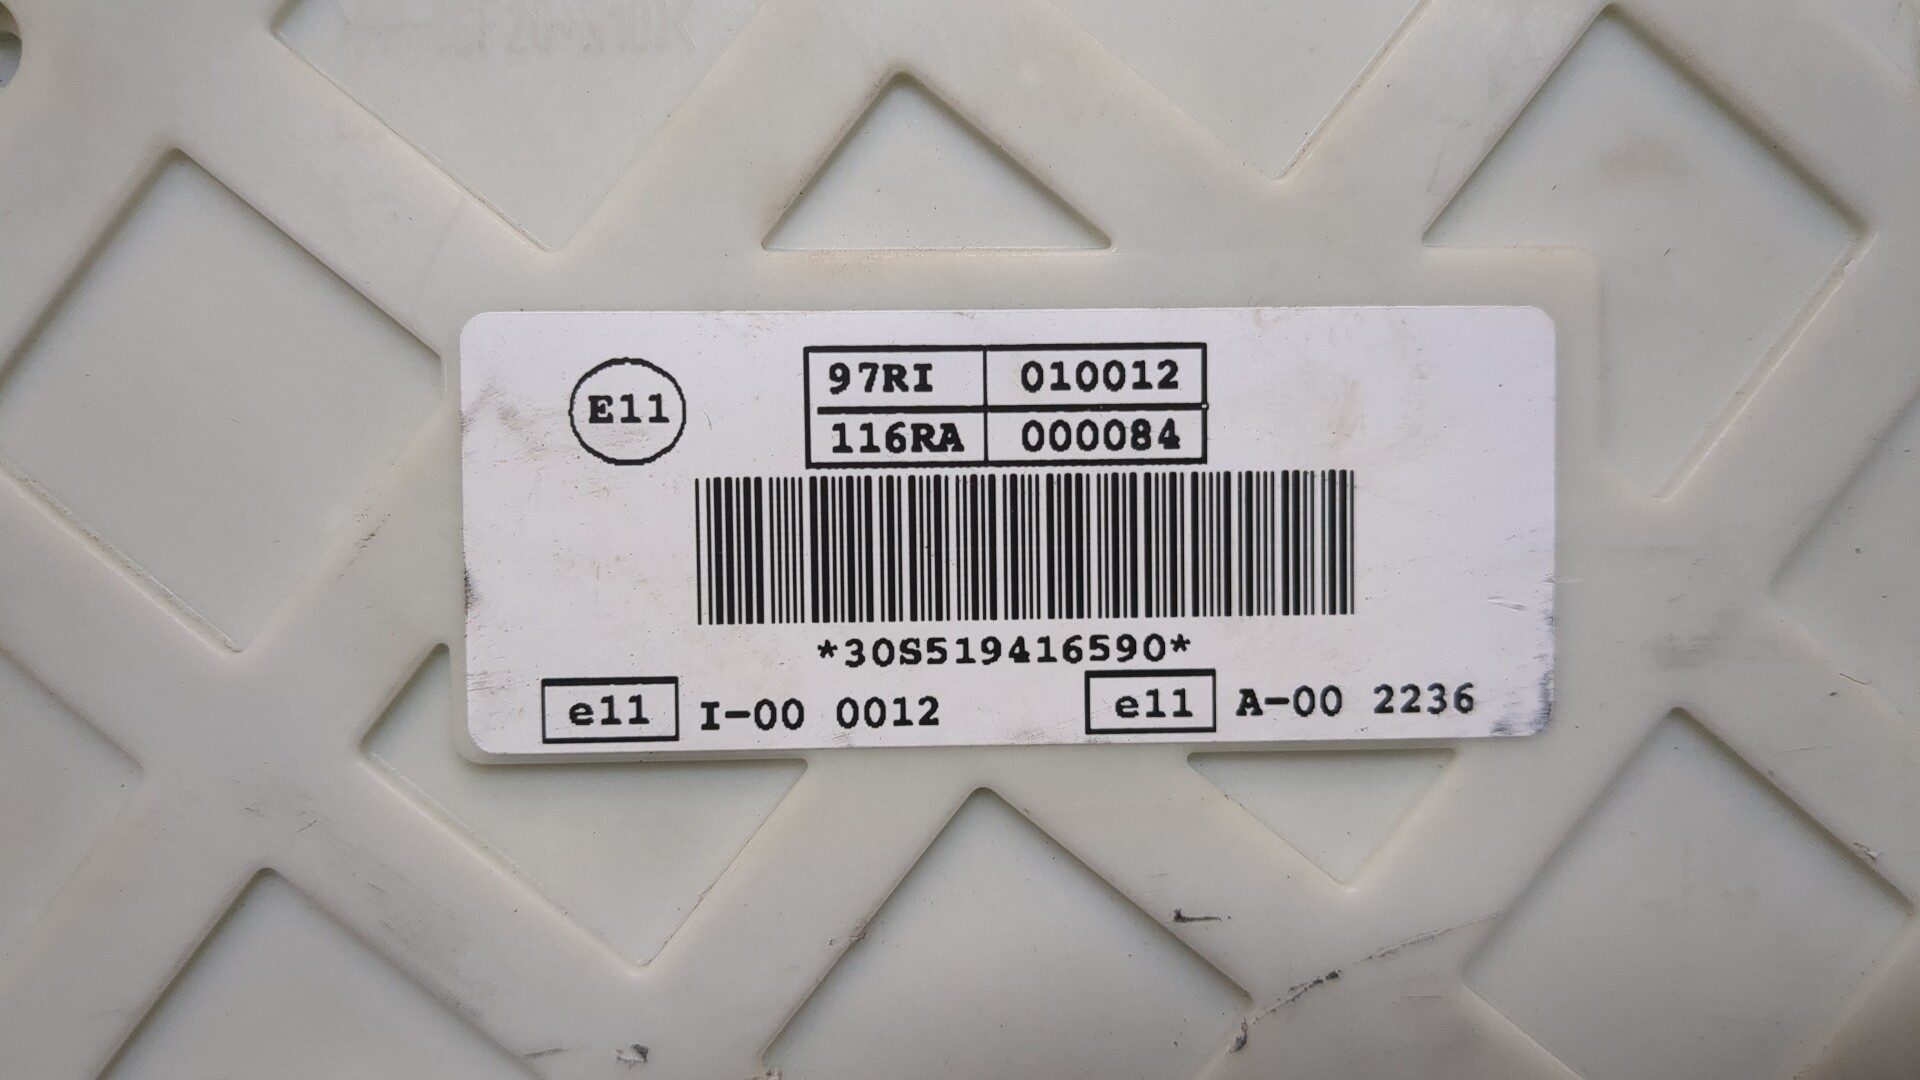 E11
97RI 010012
116RA 000084
*30S519416590*
e11 I-00 0012
e11 A-00 2236